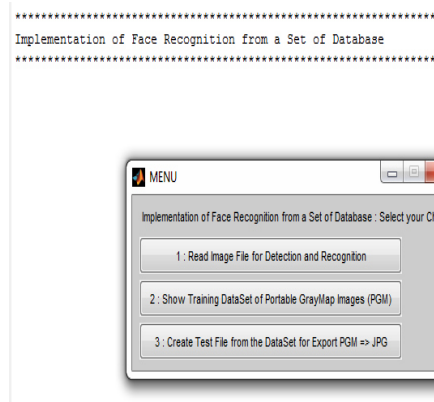 ******************************************************************
Implementation of Face Recognition from a Set of Database
******************************************************************
MENU
Implementation of Face Recognition from a Set of Database : Select your
1 : Read Image File for Detection and Recognition
2 : Show Training DataSet of Portable GrayMap Images (PGM)
3 : Create Test File from the DataSet for Export PGM => JPG